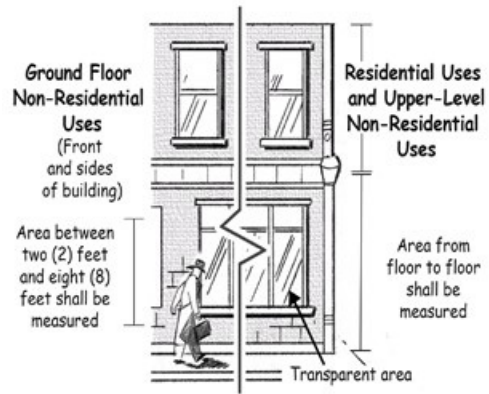 Ground Floor
Non-Residential
Uses
(Front
and sides
of building)
Area between
two (2) feet
and eight (8)
feet shall be
measured
Residential Uses
and Upper-Level
Non-Residential
Uses
Area from
floor to floor
shall be
measured
Transparent area